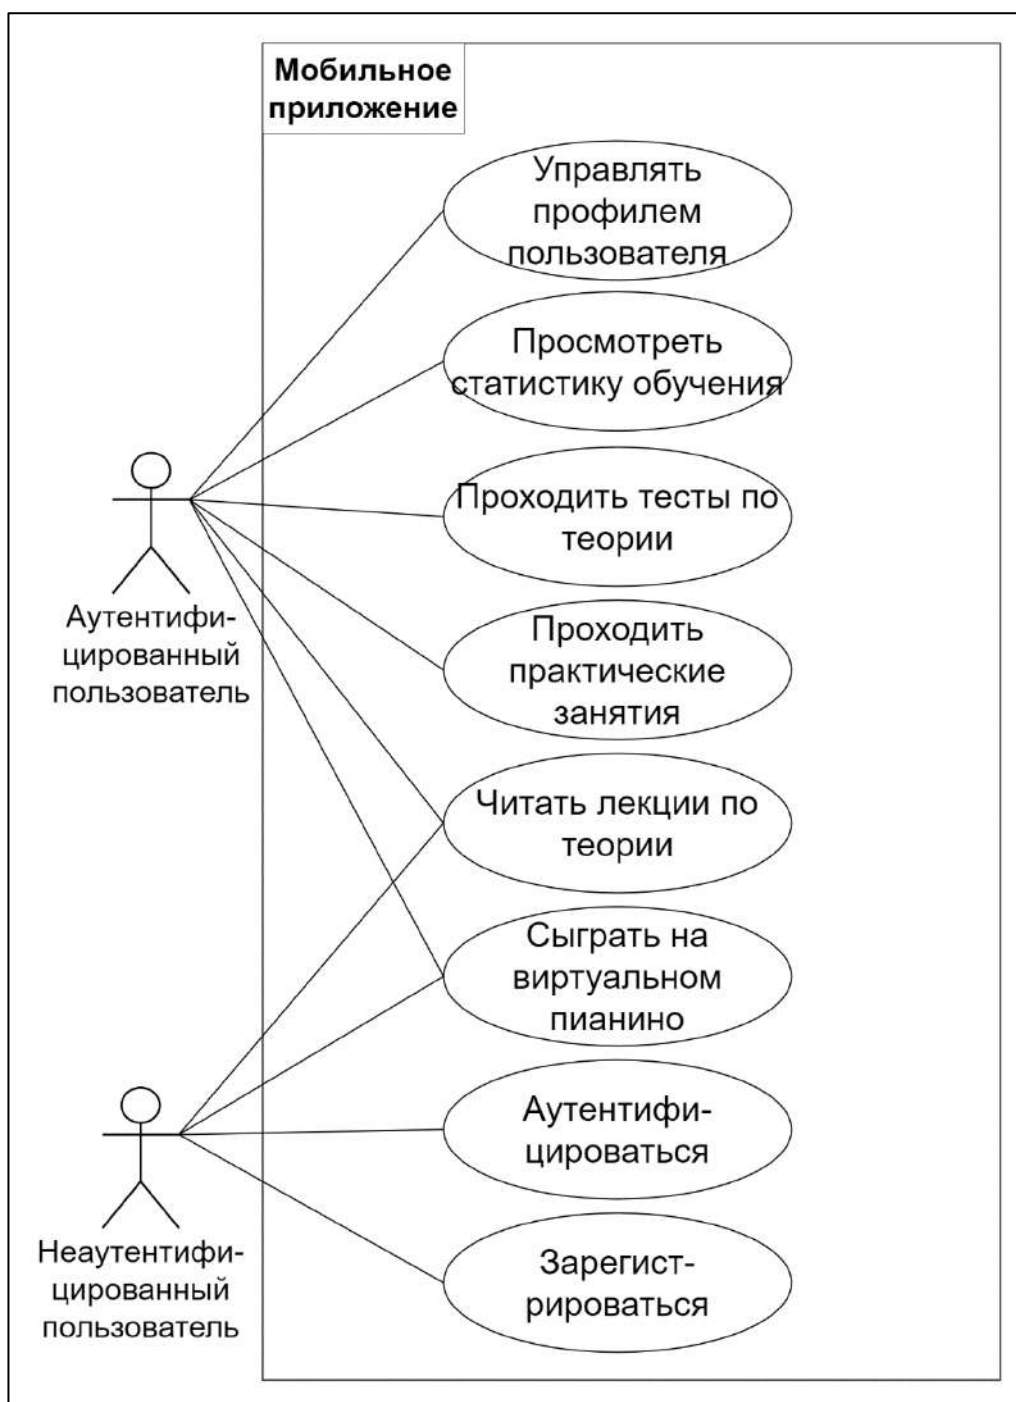 Мобильное
приложение
Управлять
профилем
пользователя
Просмотреть
статистику обучения
Проходить тесты по
теории
Аутентифи-
цированный
пользователь
Проходить
практические
занятия
Читать лекции по
теории
Сыграть на
виртуальном
пианино
Аутентифи-
цироваться
Неаутентифи-
цированный
пользователь
Зарегист-
рироваться